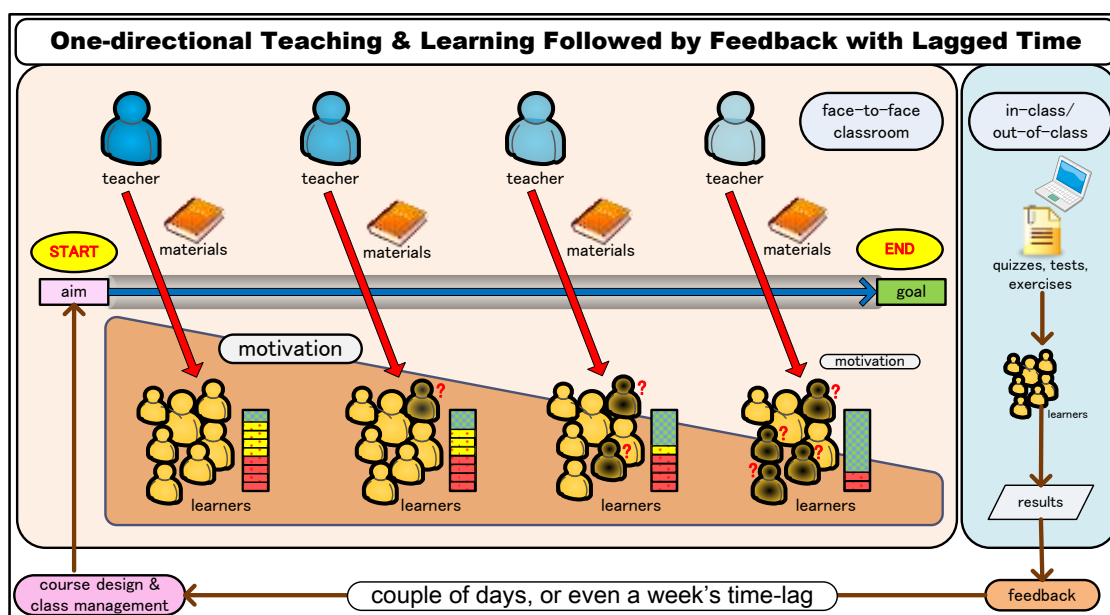 One-directional Teaching & Learning Followed by Feedback with Lagged Time
face-to-face
classroom
in-class/
out-of-class
teacher
teacher
teacher
teacher
materials
materials
materials
materials
START
END
aim
goal
quizzes, tests,
exercises
motivation
motivation
?
?
?
?
?
?
?
learners
learners
learners
learners
learners
results
course design &
class management
couple of days, or even a week's time-lag
feedback